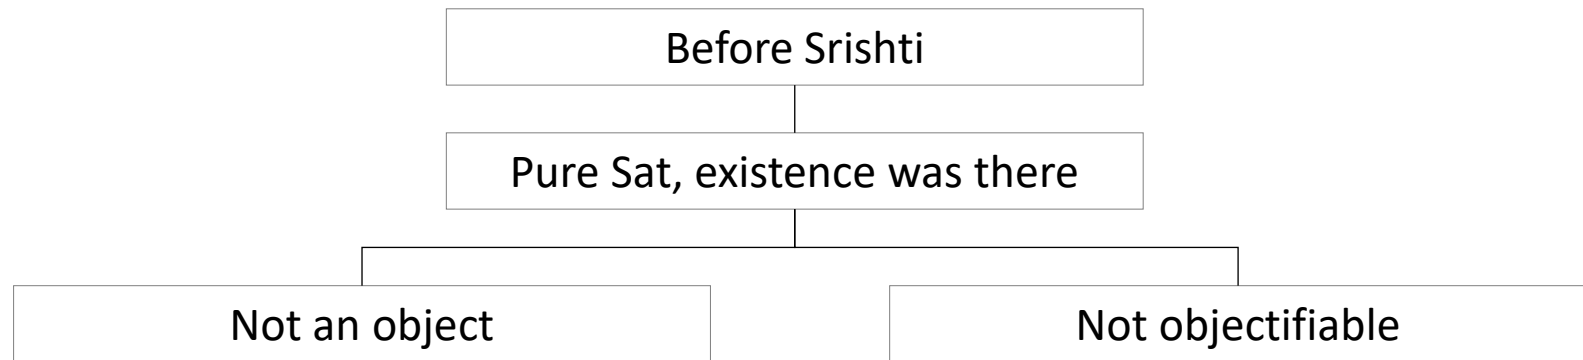 Before Srishti
Pure Sat, existence was there
Not an object
Not objectifiable